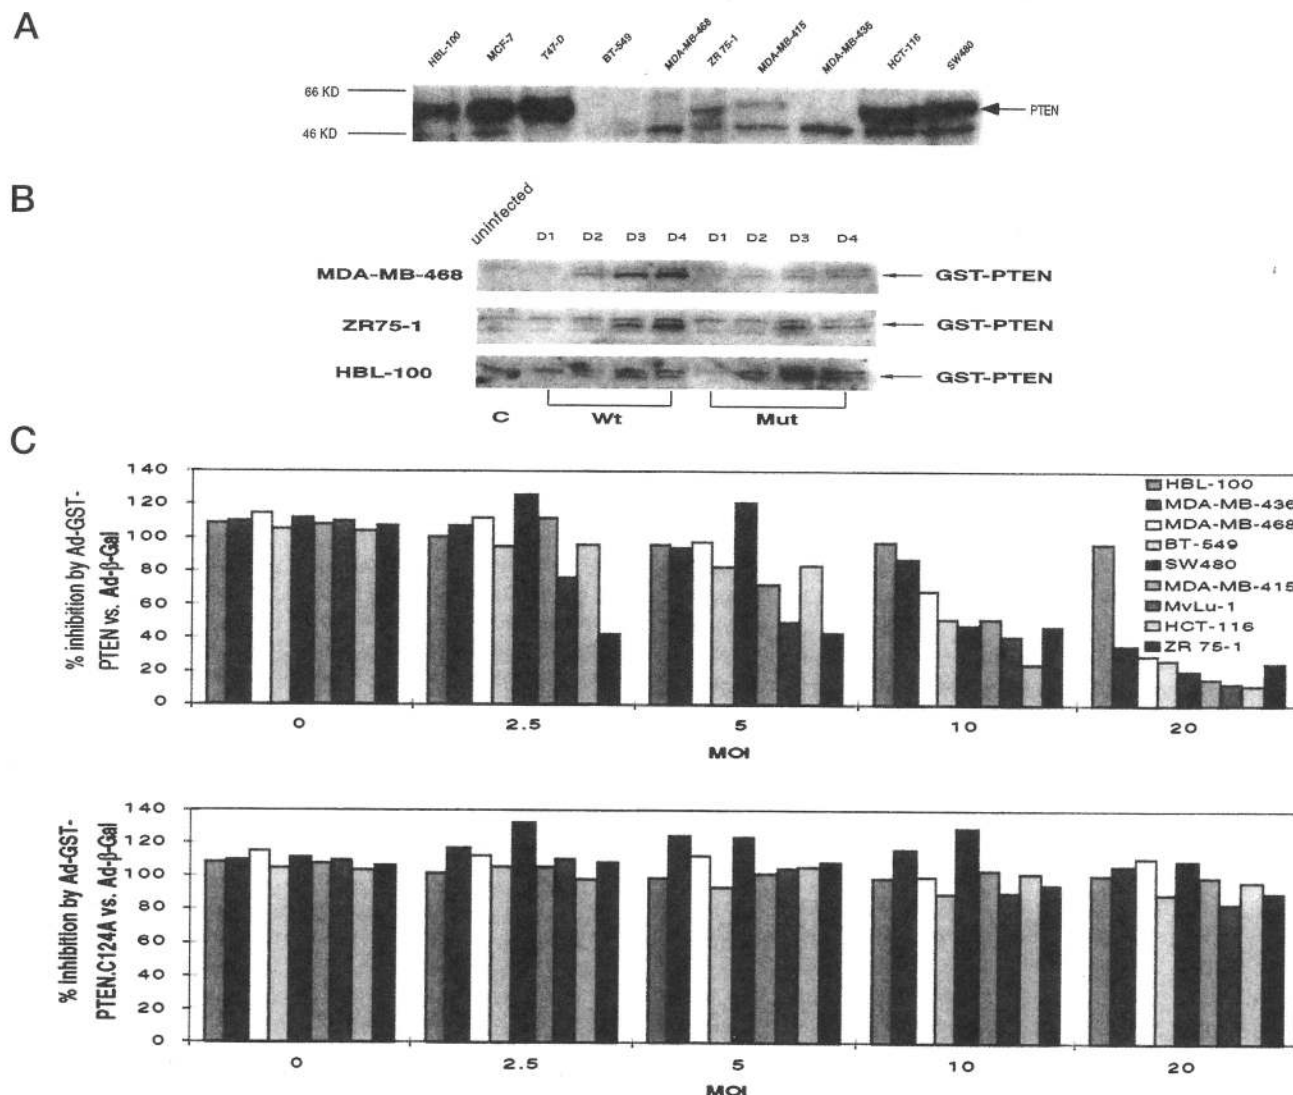 A
HBL-100 MCF-7 T47-D BT-549 MDA-MB-468 ZR 75-1 MDA-MB-415 MDA-MB-436 HCT-116 SW480
66 KD
46 KD
PTEN
B
uninfected D1 D2 D3 D4 D1 D2 D3 D4
MDA-MB-468 GST-PTEN
ZR75-1 GST-PTEN
HBL-100 GST-PTEN
C Wt Mut
C
% inhibition by Ad-GST-
PTEN vs. Ad-β-Gal
140
120
100
80
60
40
20
0
0 2.5 5 10 20
MOI
HBL-100
MDA-MB-436
MDA-MB-468
BT-549
SW480
MDA-MB-415
MvLu-1
HCT-116
ZR 75-1
% inhibition by Ad-GST-
PTEN.C124A vs. Ad-β-Gal
140
120
100
80
60
40
20
0
0 2.5 5 10 20
MOI